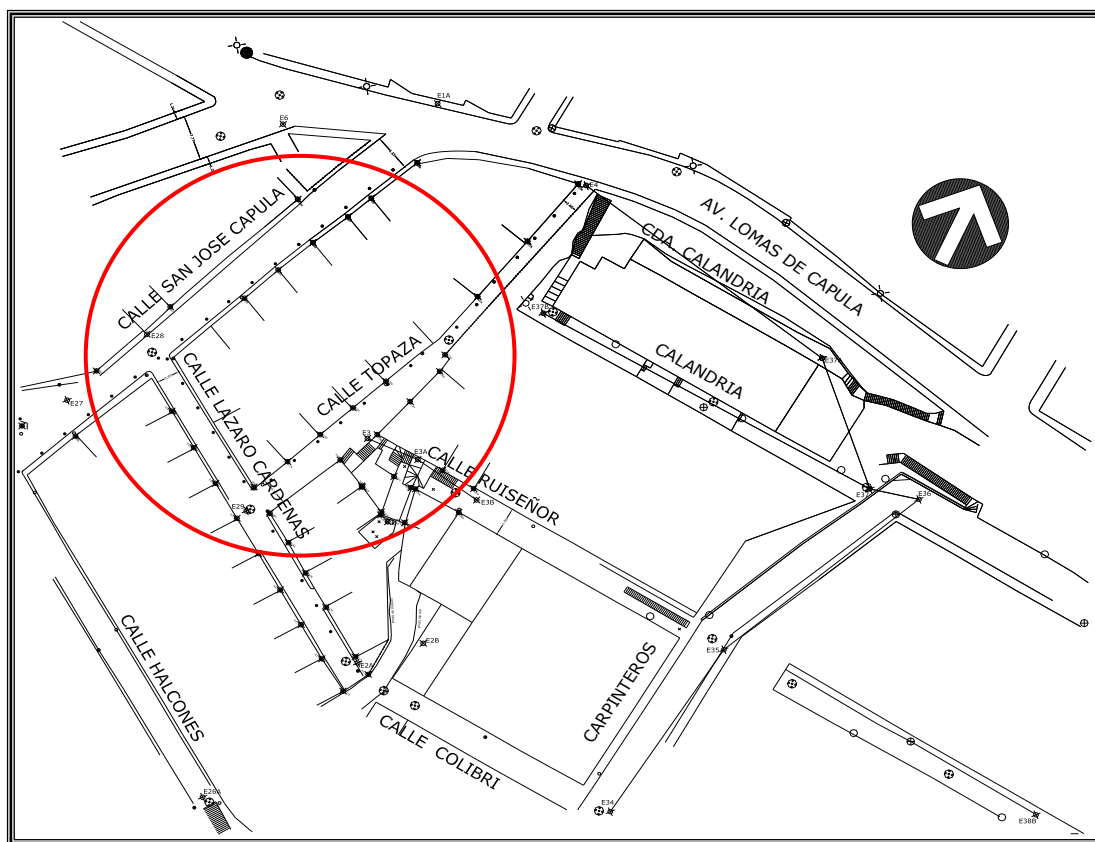 E1A
E6
E4
CALLE SAN JOSE CAPULA
AV. LOMAS DE CAPULA
CDA. CALANDRIA
E37B
E28
CALANDRIA
CALLE TOPAZA
CALLE LAZARO CARDENAS
E27
E3
E3A
CALLE RUISEÑOR
E3B
E36
E29
CALLE HALCONES
E2B
E35
E2A
CARPINTEROS
CALLE COLIBRI
E26A
E34
E38B